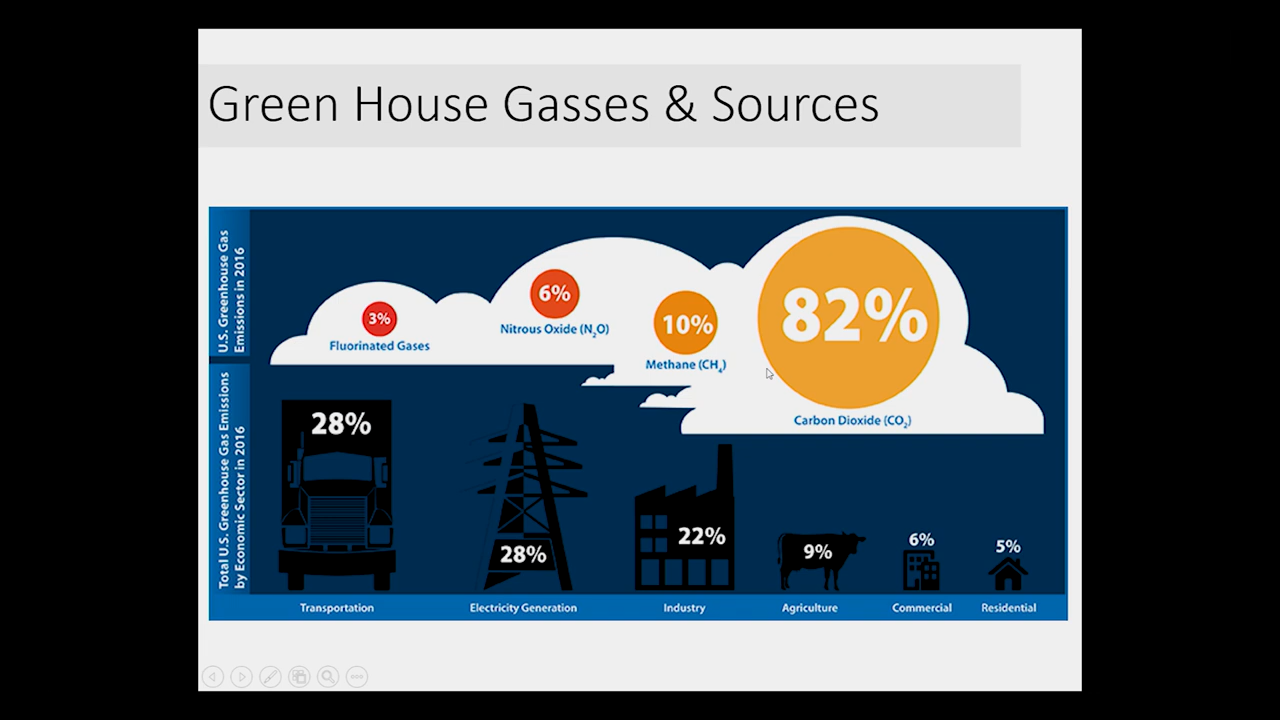 Green House Gasses & Sources
U.S. Greenhouse Gas
Emissions in 2016
3%
Fluorinated Gases
6%
Nitrous Oxide (N₂O)
10%
Methane (CH₄)
82%
Carbon Dioxide (CO₂)
Total U.S. Greenhouse Gas Emissions
by Economic Sector in 2016
28%
Transportation
28%
Electricity Generation
22%
Industry
9%
Agriculture
6%
Commercial
5%
Residential